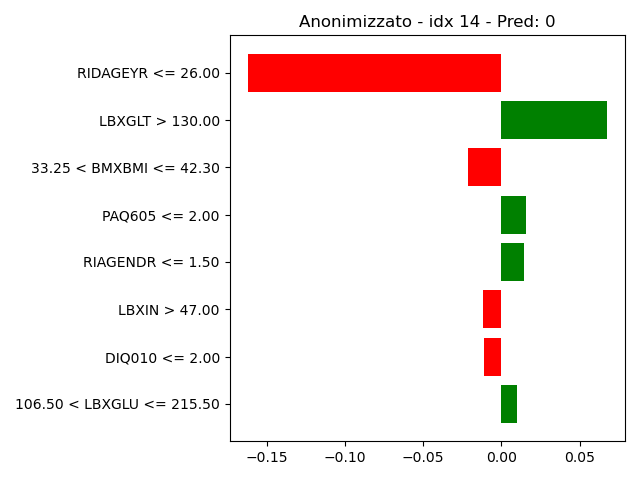 Anonimizzato - idx 14 - Pred: 0
RIDAGEYR <= 26.00
LBXGLT > 130.00
33.25 < BMXBMI <= 42.30
PAQ605 <= 2.00
RIAGENDR <= 1.50
LBXIN > 47.00
DIQ010 <= 2.00
106.50 < LBXGLU <= 215.50
−0.15 −0.10 −0.05 0.00 0.05